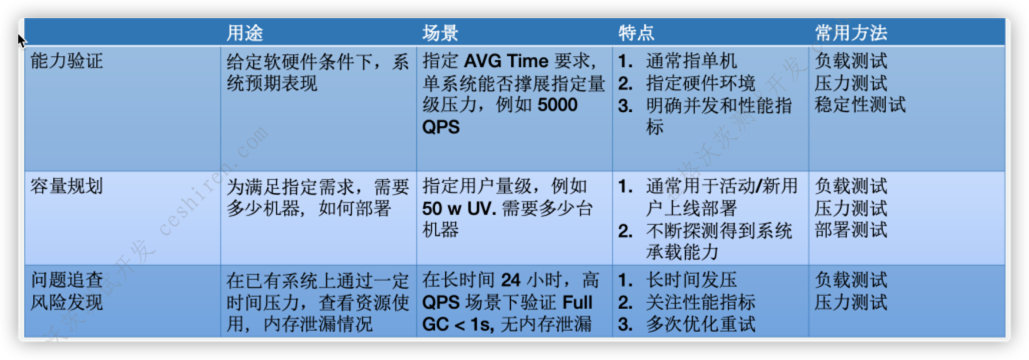 用途 场景 特点 常用方法
能力验证
给定软硬件条件下，系
统预期表现
指定 AVG Time 要求，
单系统能否撑展指定量
级压力，例如 5000
QPS
1. 通常指单机
2. 指定硬件环境
3. 明确并发和性能指
标
负载测试
压力测试
稳定性测试
容量规划
为满足指定需求，需要
多少机器，如何部署
指定用户量级，例如
50 w UV. 需要多少台
机器
1. 通常用于活动/新用
户上线部署
2. 不断探测得到系统
承载能力
负载测试
压力测试
部署测试
问题追查
风险发现
在已有系统上通过一定
时间压力，查看资源使
用，内存泄漏情况
在长时间 24 小时，高
QPS 场景下验证 Full
GC < 1s, 无内存泄漏
1. 长时间发压
2. 关注性能指标
3. 多次优化重试
负载测试
压力测试
ceshiren.com